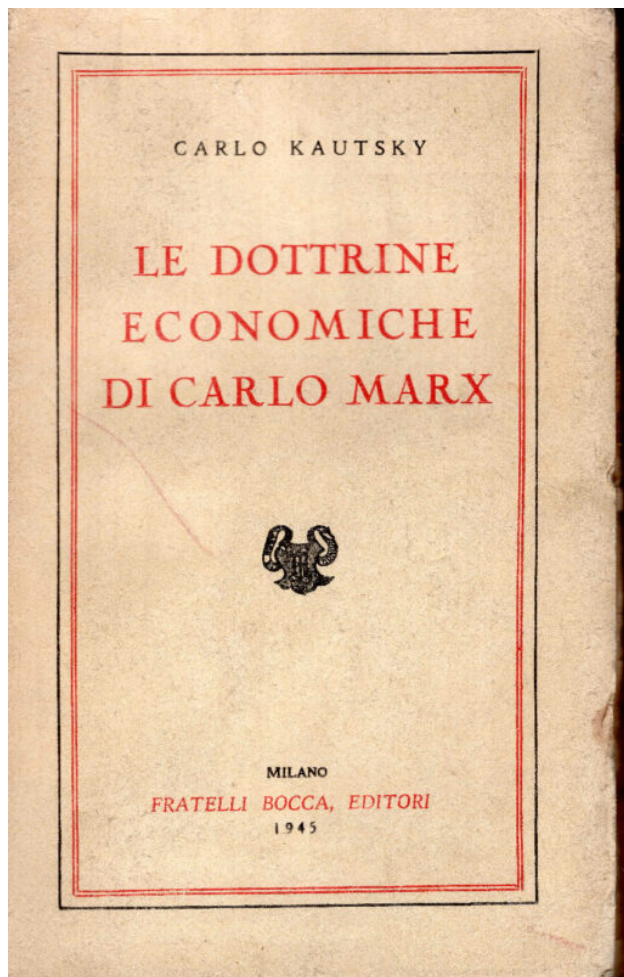 CARLO KAUTSKY
LE DOTTRINE
ECONOMICHE
DI CARLO MARX
MILANO
FRATELLI BOCCA, EDITORI
1945